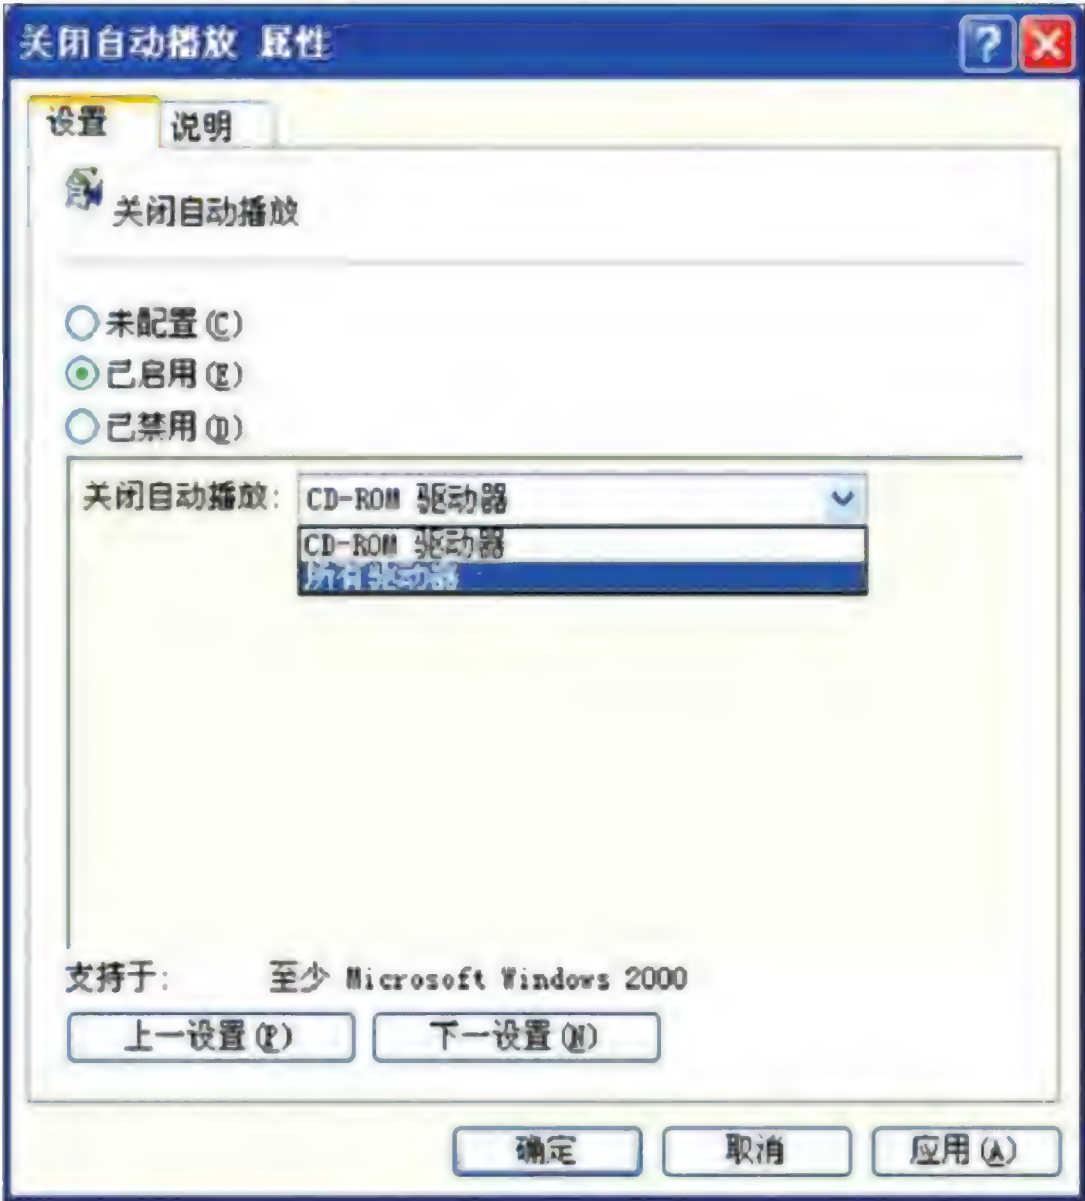 关闭自动播放 属性
设置 说明
关闭自动播放
未配置(C)
已启用(E)
已禁用(D)
关闭自动播放: CD-ROM 驱动器
CD-ROM 驱动器
所有驱动器
支持于: 至少 Microsoft Windows 2000
上一设置(P) 下一设置(N)
确定 取消 应用(A)